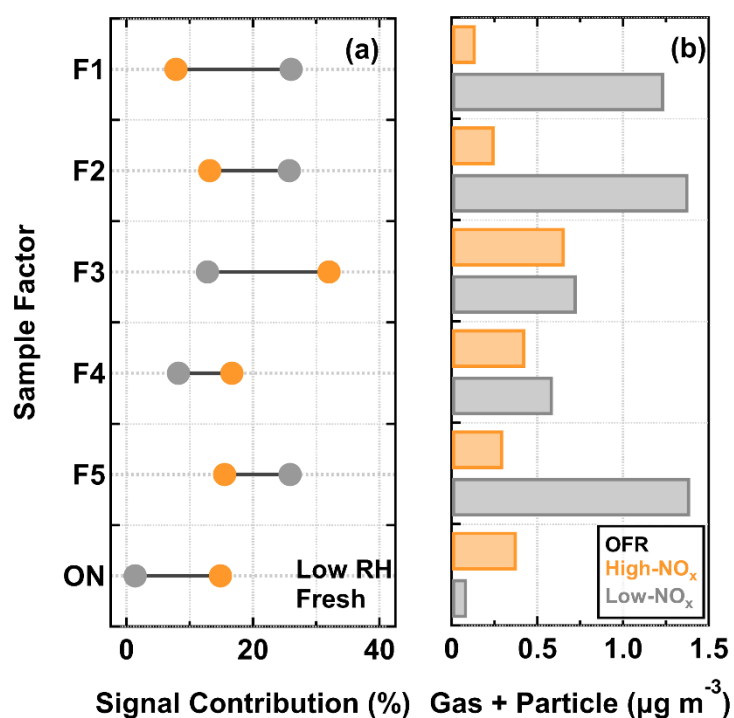 (a)
(b)
F1
F2
F3
F4
F5
ON
Sample Factor
Low RH
Fresh
OFR
High-NOₓ
Low-NOₓ
0 20 40
0 0.5 1.0 1.5
Signal Contribution (%)
Gas + Particle (µg m⁻³)